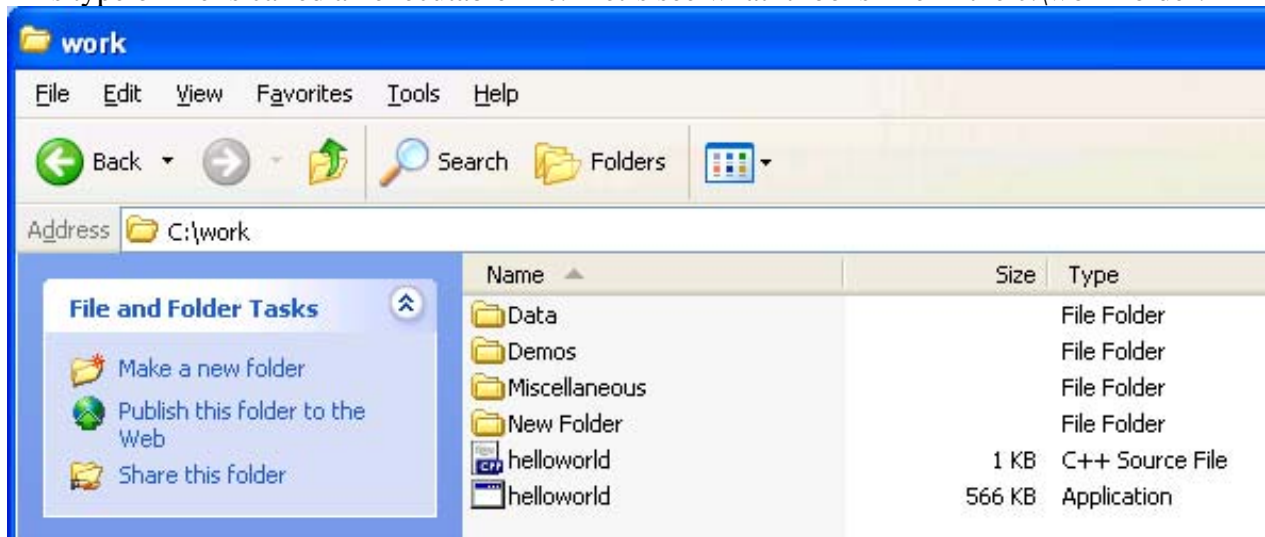 work
File Edit View Favorites Tools Help
Back Search Folders
Address C:\work
Name Size Type
File and Folder Tasks
Make a new folder
Publish this folder to the
Web
Share this folder
Data File Folder
Demos File Folder
Miscellaneous File Folder
New Folder File Folder
helloworld 1 KB C++ Source File
helloworld 566 KB Application